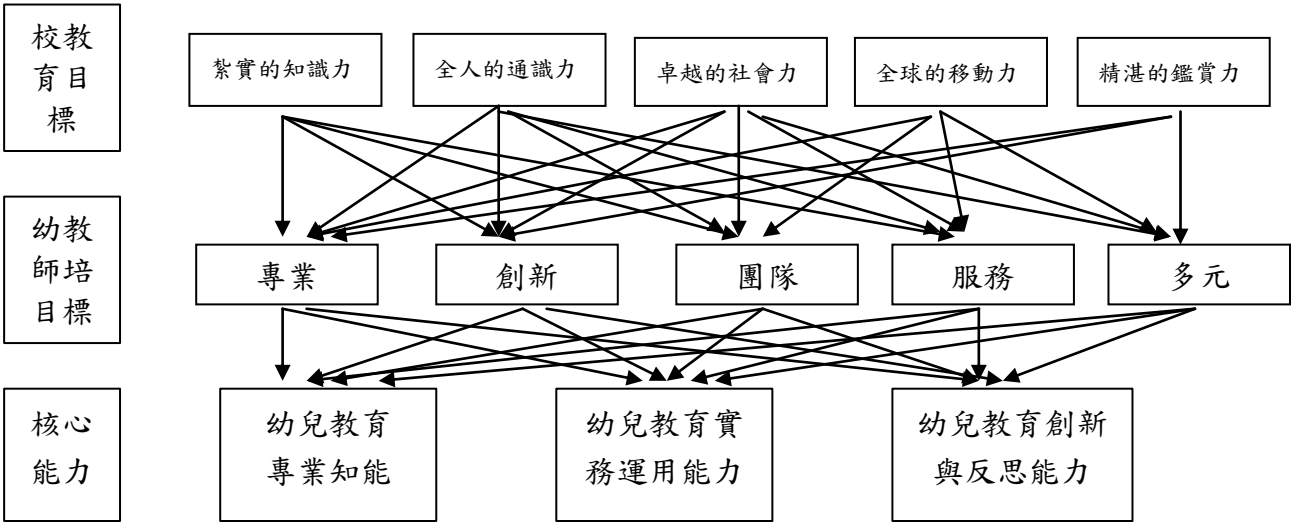 校教
育目
標
紮實的知識力
全人的通識力
卓越的社會力
全球的移動力
精湛的鑑賞力
幼教
師培
目標
專業
創新
團隊
服務
多元
核心
能力
幼兒教育
專業知能
幼兒教育實
務運用能力
幼兒教育創新
與反思能力